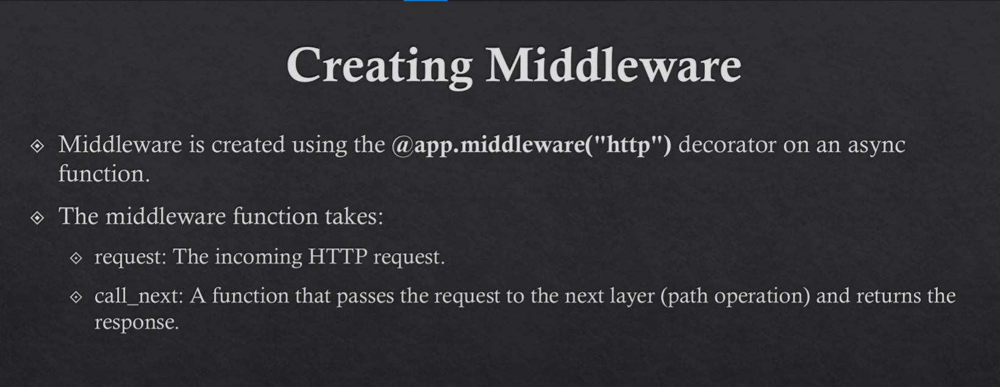 Creating Middleware
Middleware is created using the @app.middleware("http") decorator on an async
function.
The middleware function takes:
request: The incoming HTTP request.
call_next: A function that passes the request to the next layer (path operation) and returns the
response.